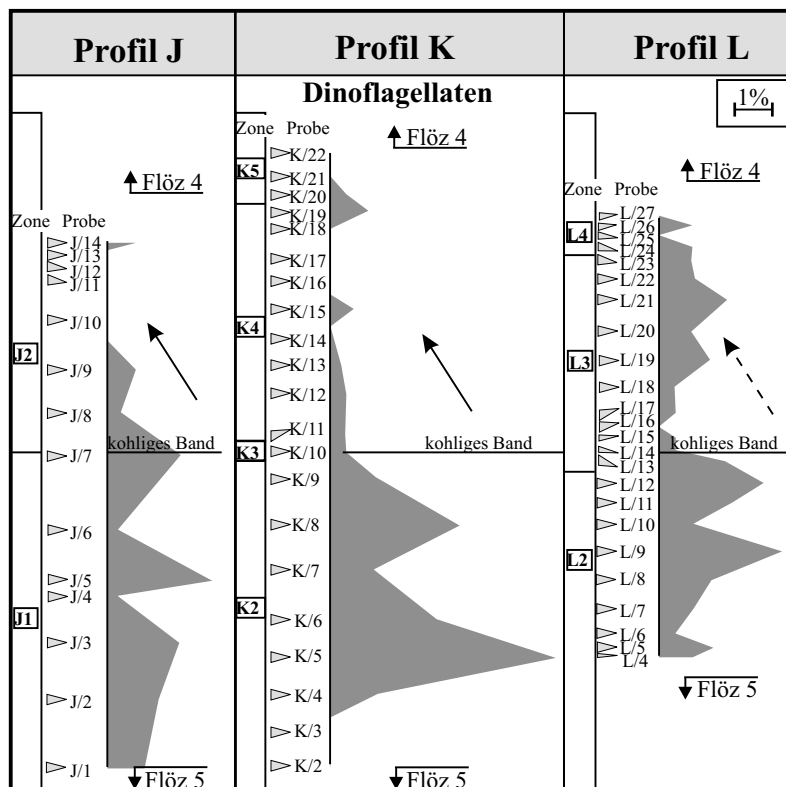 Profil J
Profil K
Profil L
Dinoflagellaten
1%
Zone Probe
Flöz 4
J/14
J/13
J/12
J/11
J/10
J2
J/9
J/8
kohliges Band
J/7
J/6
J/5
J/4
J1
J/3
J/2
J/1
Flöz 5
Zone Probe
Flöz 4
K/22
K5
K/21
K/20
K/19
K/18
K/17
K/16
K/15
K4
K/14
K/13
K/12
K/11
kohliges Band
K3
K/10
K/9
K/8
K/7
K2
K/6
K/5
K/4
K/3
K/2
Flöz 5
Zone Probe
Flöz 4
L/27
L/26
L4
L/25
L/24
L/23
L/22
L/21
L/20
L3
L/19
L/18
L/17
L/16
L/15
kohliges Band
L/14
L/13
L/12
L/11
L/10
L/9
L2
L/8
L/7
L/6
L/5
L/4
Flöz 5